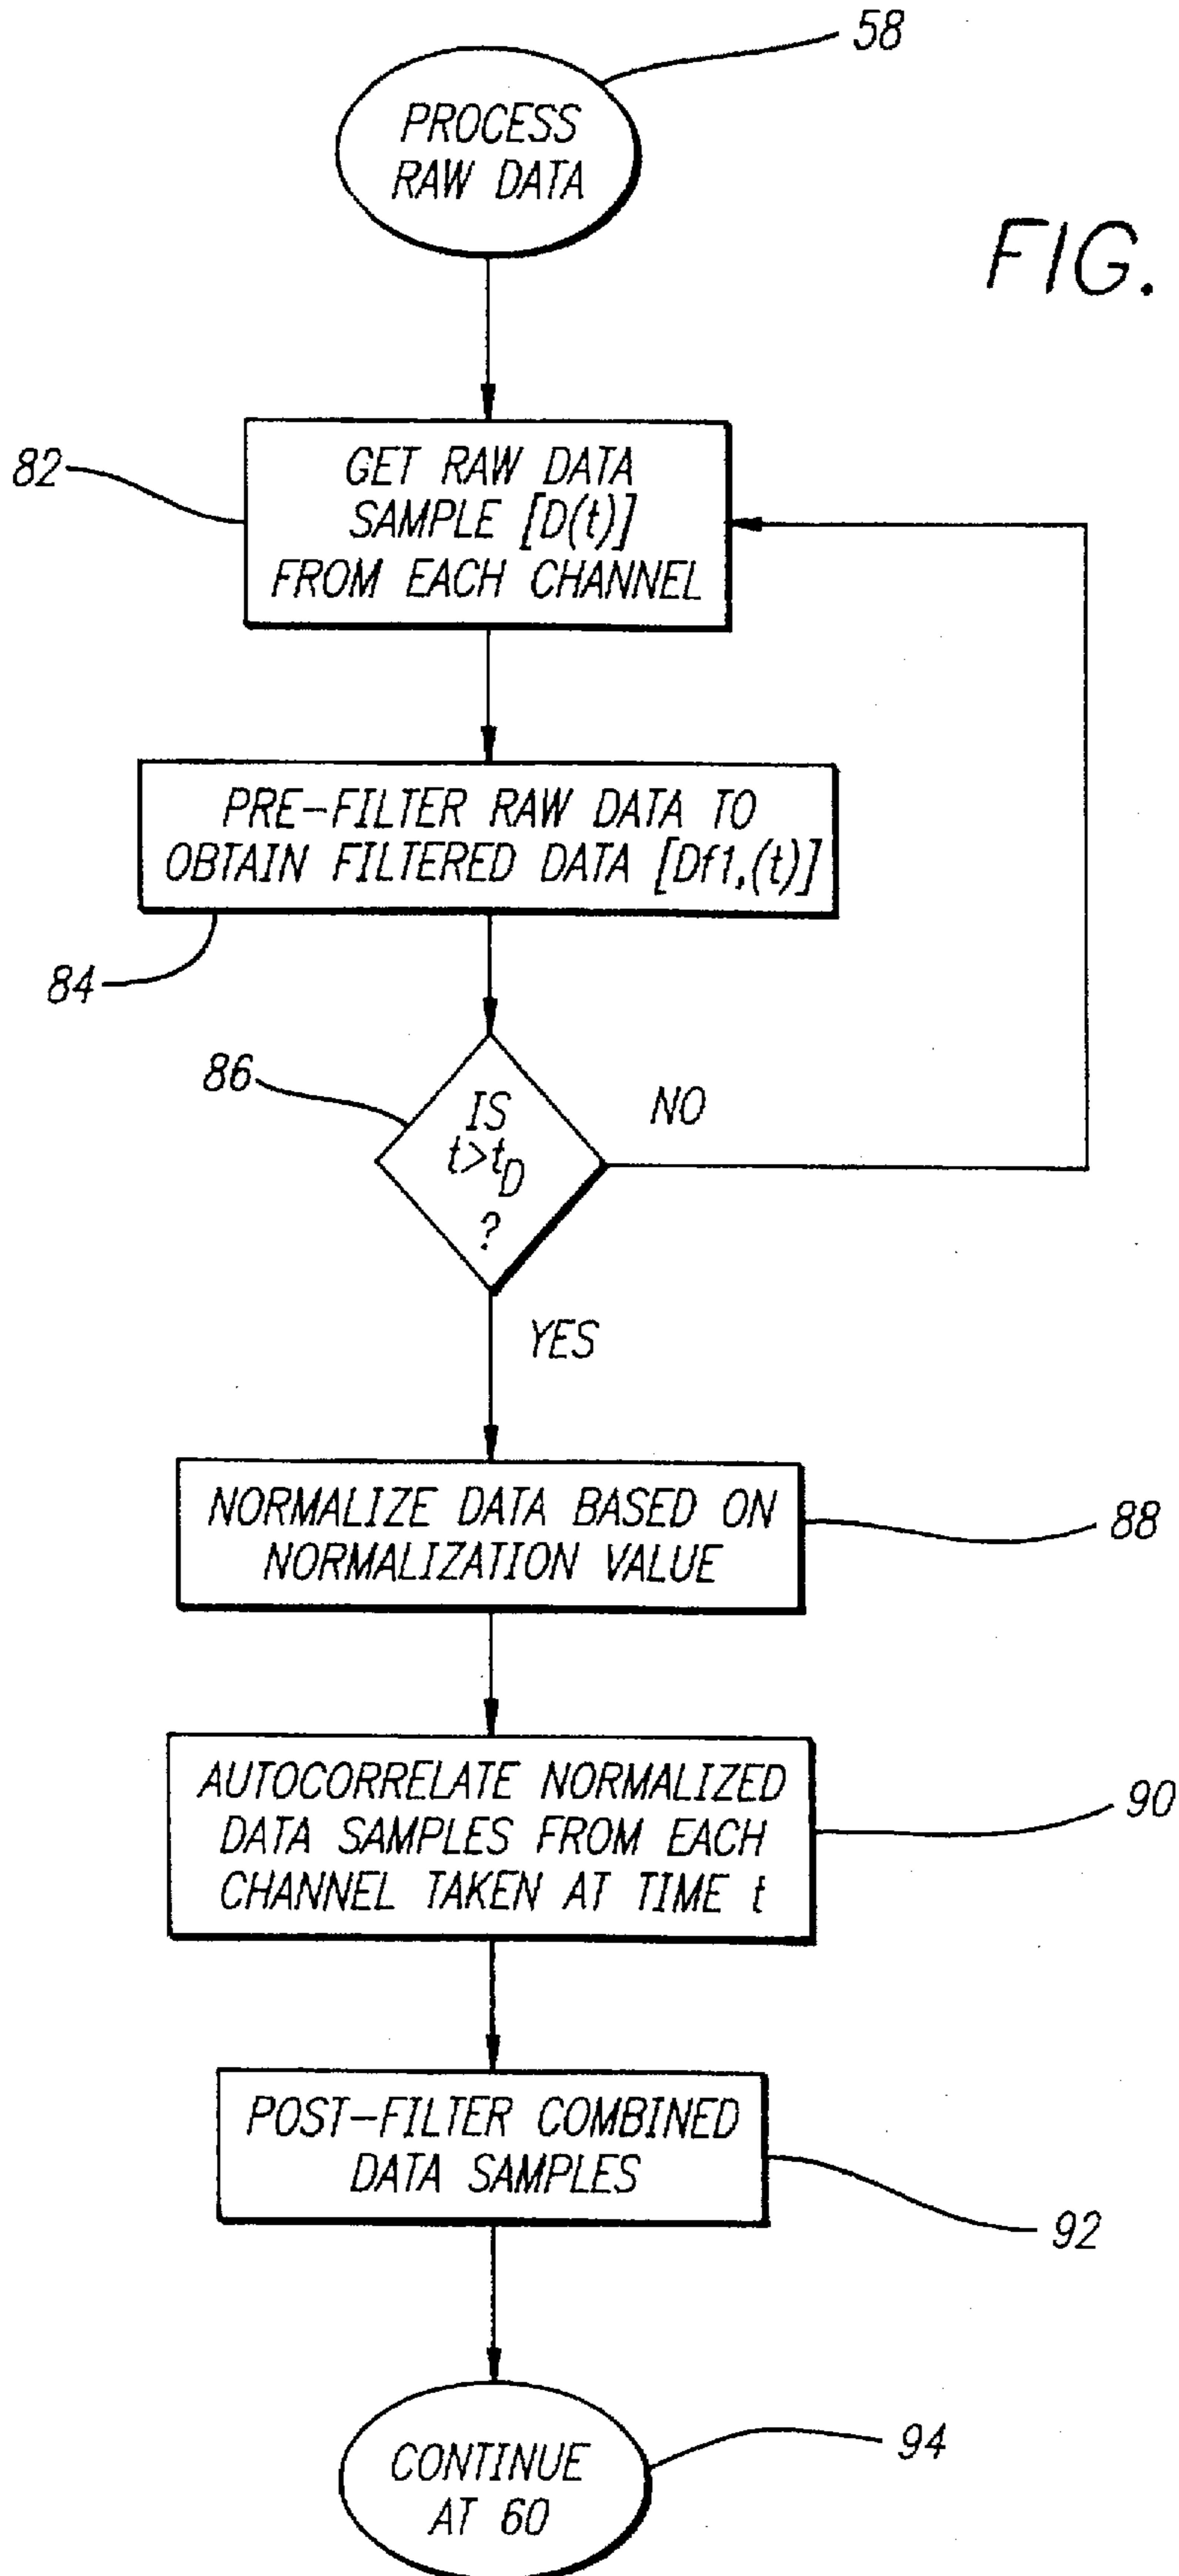 58
PROCESS
RAW DATA
FIG.
82
GET RAW DATA
SAMPLE [D(t)]
FROM EACH CHANNEL
PRE-FILTER RAW DATA TO
OBTAIN FILTERED DATA [Df1,(t)]
84
86
IS
t>tD
?
NO
YES
NORMALIZE DATA BASED ON
NORMALIZATION VALUE
88
AUTOCORRELATE NORMALIZED
DATA SAMPLES FROM EACH
CHANNEL TAKEN AT TIME t
90
POST-FILTER COMBINED
DATA SAMPLES
92
CONTINUE
AT 60
94